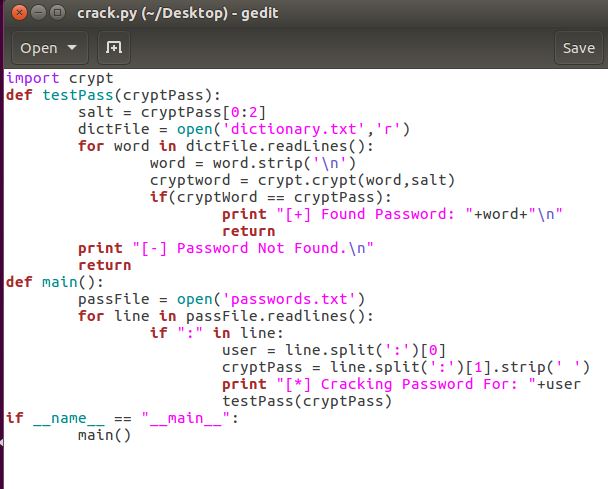 crack.py (~/Desktop) - gedit
Open Save
import crypt
def testPass(cryptPass):
        salt = cryptPass[0:2]
        dictFile = open('dictionary.txt','r')
        for word in dictFile.readLines():
                word = word.strip('\n')
                cryptword = crypt.crypt(word,salt)
                if(cryptWord == cryptPass):
                        print "[+] Found Password: "+word+"\n"
                        return
        print "[-] Password Not Found.\n"
        return
def main():
        passFile = open('passwords.txt')
        for line in passFile.readlines():
                if ":" in line:
                        user = line.split(':')[0]
                        cryptPass = line.split(':')[1].strip(' ')
                        print "[*] Cracking Password For: "+user
                        testPass(cryptPass)
if __name__ == "__main__":
        main()